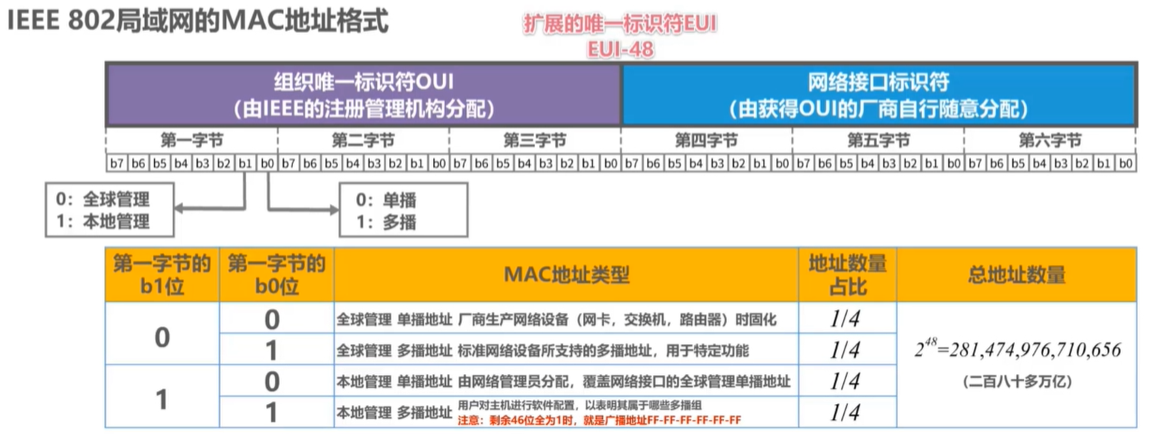 IEEE 802局域网的MAC地址格式
扩展的唯一标识符EUI
EUI-48
组织唯一标识符OUI
（由IEEE的注册管理机构分配）
网络接口标识符
（由获得OUI的厂商自行随意分配）
第一字节 第二字节 第三字节 第四字节 第五字节 第六字节
b7 b6 b5 b4 b3 b2 b1 b0 b7 b6 b5 b4 b3 b2 b1 b0 b7 b6 b5 b4 b3 b2 b1 b0 b7 b6 b5 b4 b3 b2 b1 b0 b7 b6 b5 b4 b3 b2 b1 b0 b7 b6 b5 b4 b3 b2 b1 b0
0：全球管理
1：本地管理
0：单播
1：多播
第一字节的
b1位
第一字节的
b0位
MAC地址类型
地址数量
占比
总地址数量
0
0
全球管理 单播地址 厂商生产网络设备（网卡，交换机，路由器）时固化
1/4
1
全球管理 多播地址 标准网络设备所支持的多播地址，用于特定功能
1/4
1
0
本地管理 单播地址 由网络管理员分配，覆盖网络接口的全球管理单播地址
1/4
1
本地管理 多播地址
用户对主机进行软件配置，以表明其属于哪些多播组
注意：剩余46位全为1时，就是广播地址FF-FF-FF-FF-FF-FF
1/4
2^48=281,474,976,710,656
（二百八十多万亿）